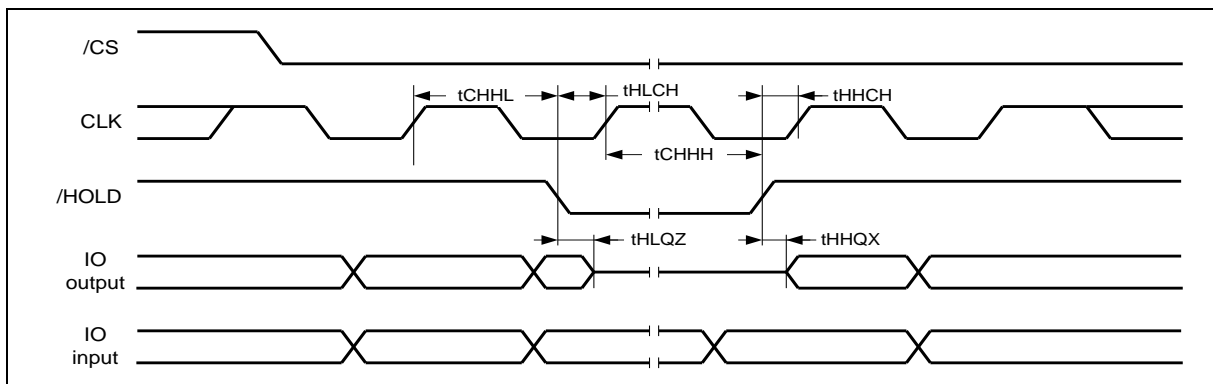 /CS
tCHHL
tHLCH
tHHCH
CLK
tCHHH
/HOLD
tHLQZ
tHHQX
IO
output
IO
input